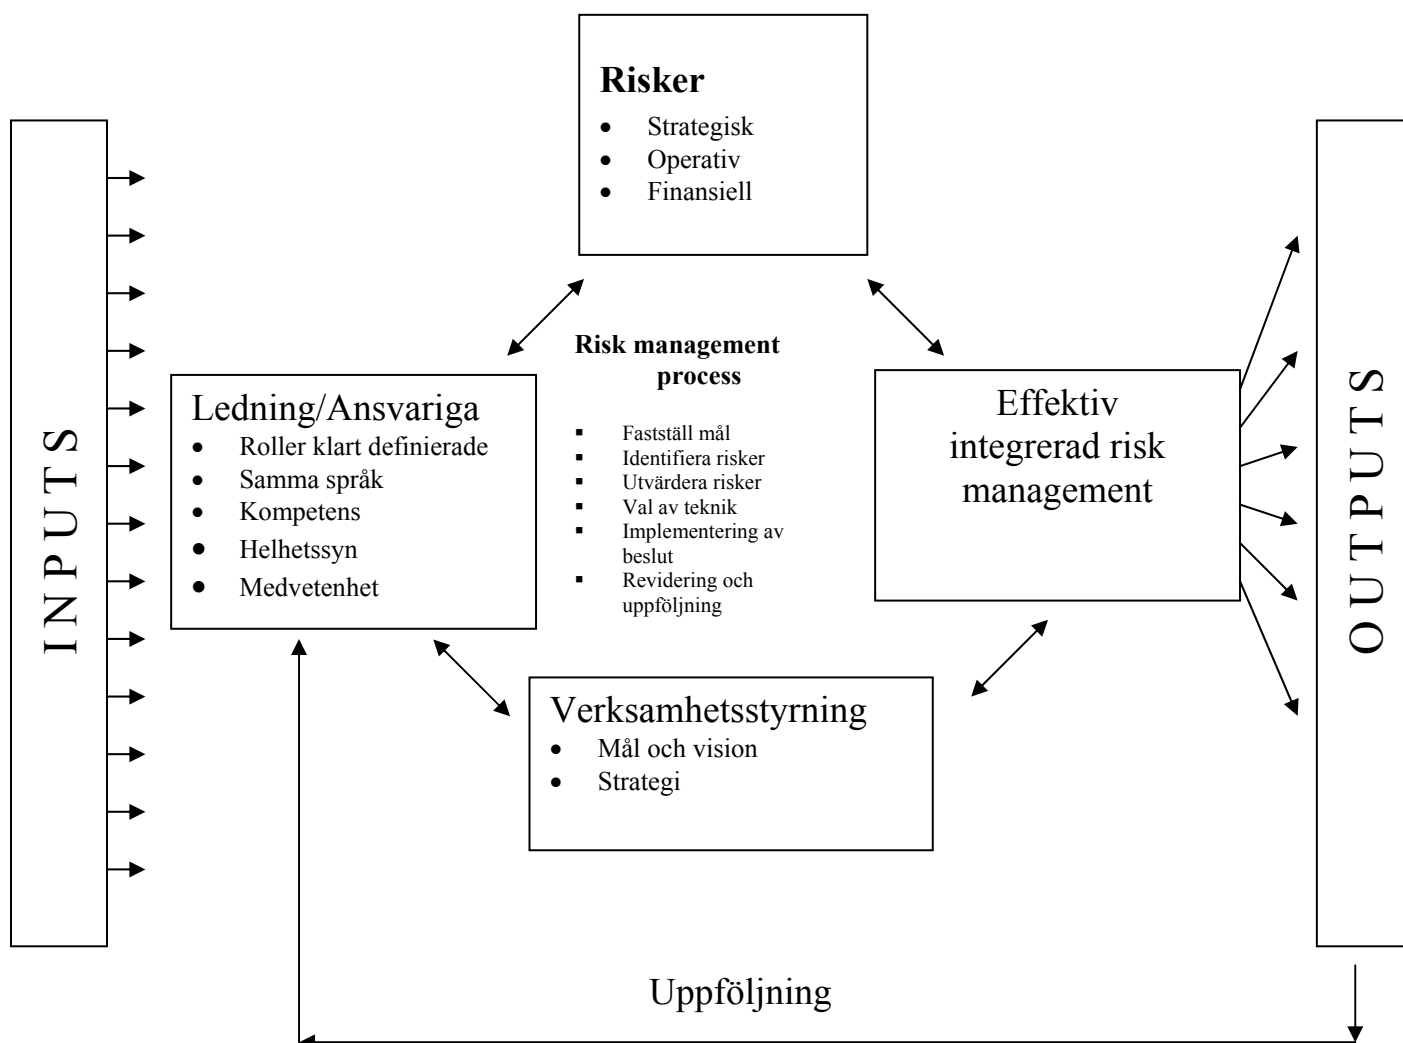 Risker
• Strategisk
• Operativ
• Finansiell
INPUTS
Ledning/Ansvariga
• Roller klart definierade
• Samma språk
• Kompetens
• Helhetssyn
• Medvetenhet
Risk management
process
▪ Fastställ mål
▪ Identifiera risker
▪ Utvärdera risker
▪ Val av teknik
▪ Implementering av
beslut
▪ Revidering och
uppföljning
Effektiv
integrerad risk
management
OUTPUTS
Verksamhetsstyrning
• Mål och vision
• Strategi
Uppföljning